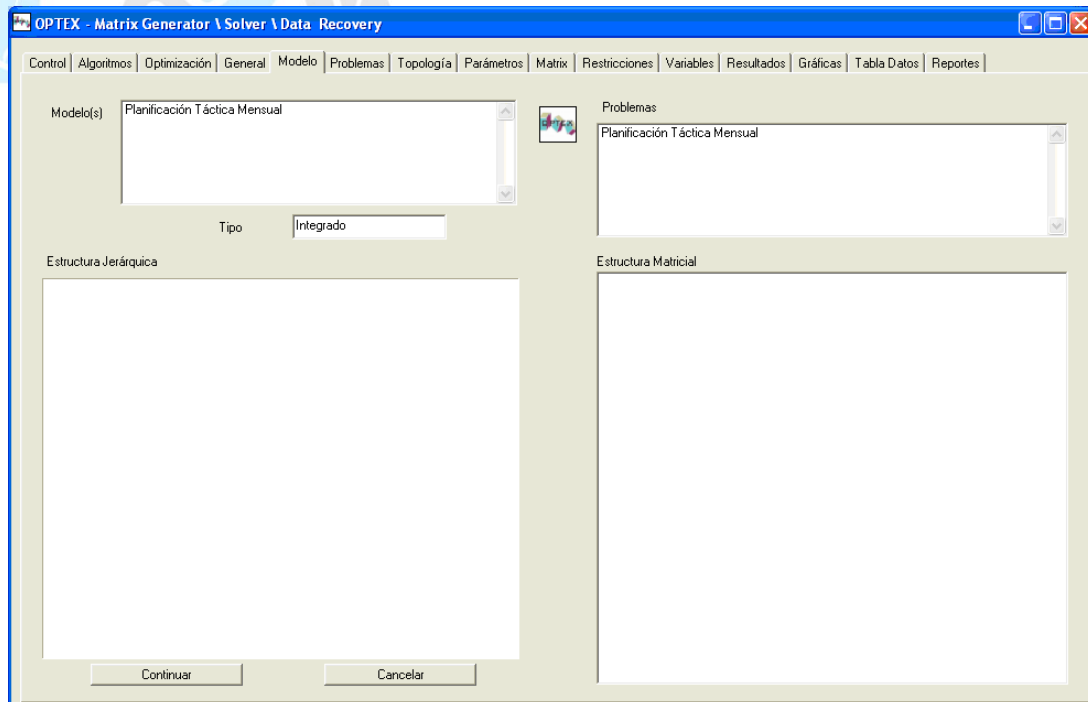 OPTEX - Matrix Generator \ Solver \ Data Recovery
Control Algoritmos Optimización General Modelo Problemas Topología Parámetros Matrix Restricciones Variables Resultados Gráficas Tabla Datos Reportes
Modelo(s)
Planificación Táctica Mensual
Problemas
Planificación Táctica Mensual
Tipo
Integrado
Estructura Jerárquica
Estructura Matricial
Continuar
Cancelar